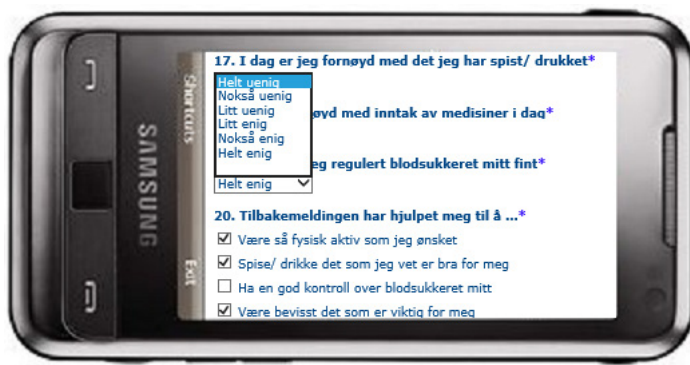 SAMSUNG
Shortcuts
Exit
17. I dag er jeg fornøyd med det jeg har spist/ drukket*
Helt uenig
Nokså uenig
Litt uenig
Litt enig
Nokså enig
Helt enig
øyd med inntak av medisiner i dag*
eg regulert blodsukkeret mitt fint*
Helt enig
20. Tilbakemeldingen har hjulpet meg til å ...*
Være så fysisk aktiv som jeg ønsket
Spise/ drikke det som jeg vet er bra for meg
Ha en god kontroll over blodsukkeret mitt
Være bevisst det som er viktig for meg